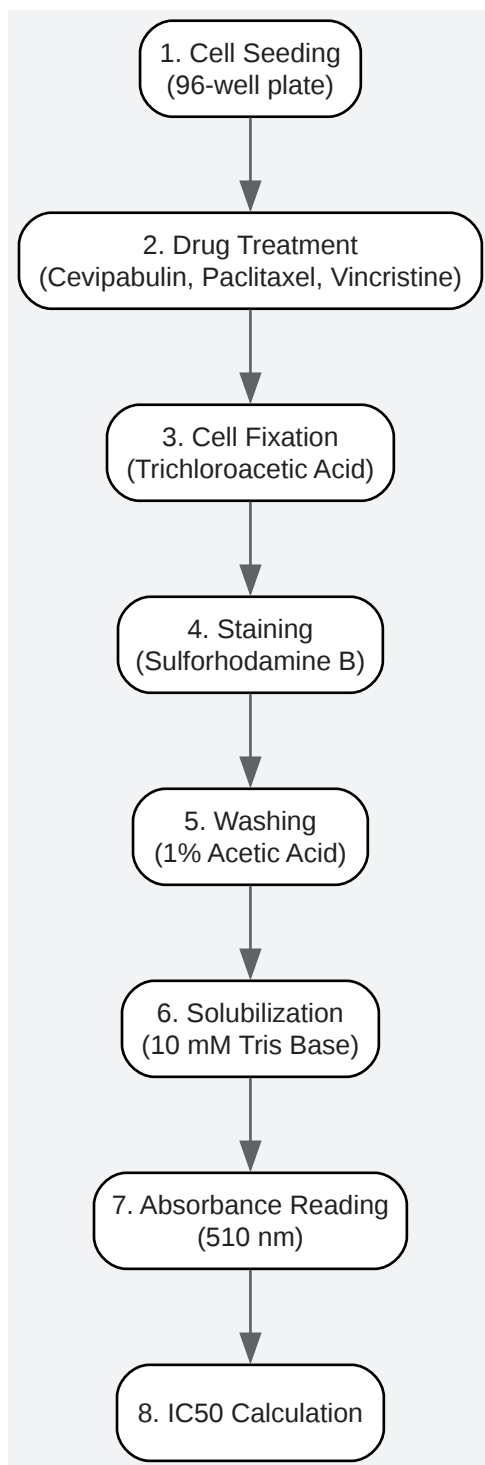 1. Cell Seeding
(96-well plate)
2. Drug Treatment
(Cevipabulin, Paclitaxel, Vincristine)
3. Cell Fixation
(Trichloroacetic Acid)
4. Staining
(Sulforhodamine B)
5. Washing
(1% Acetic Acid)
6. Solubilization
(10 mM Tris Base)
7. Absorbance Reading
(510 nm)
8. IC50 Calculation